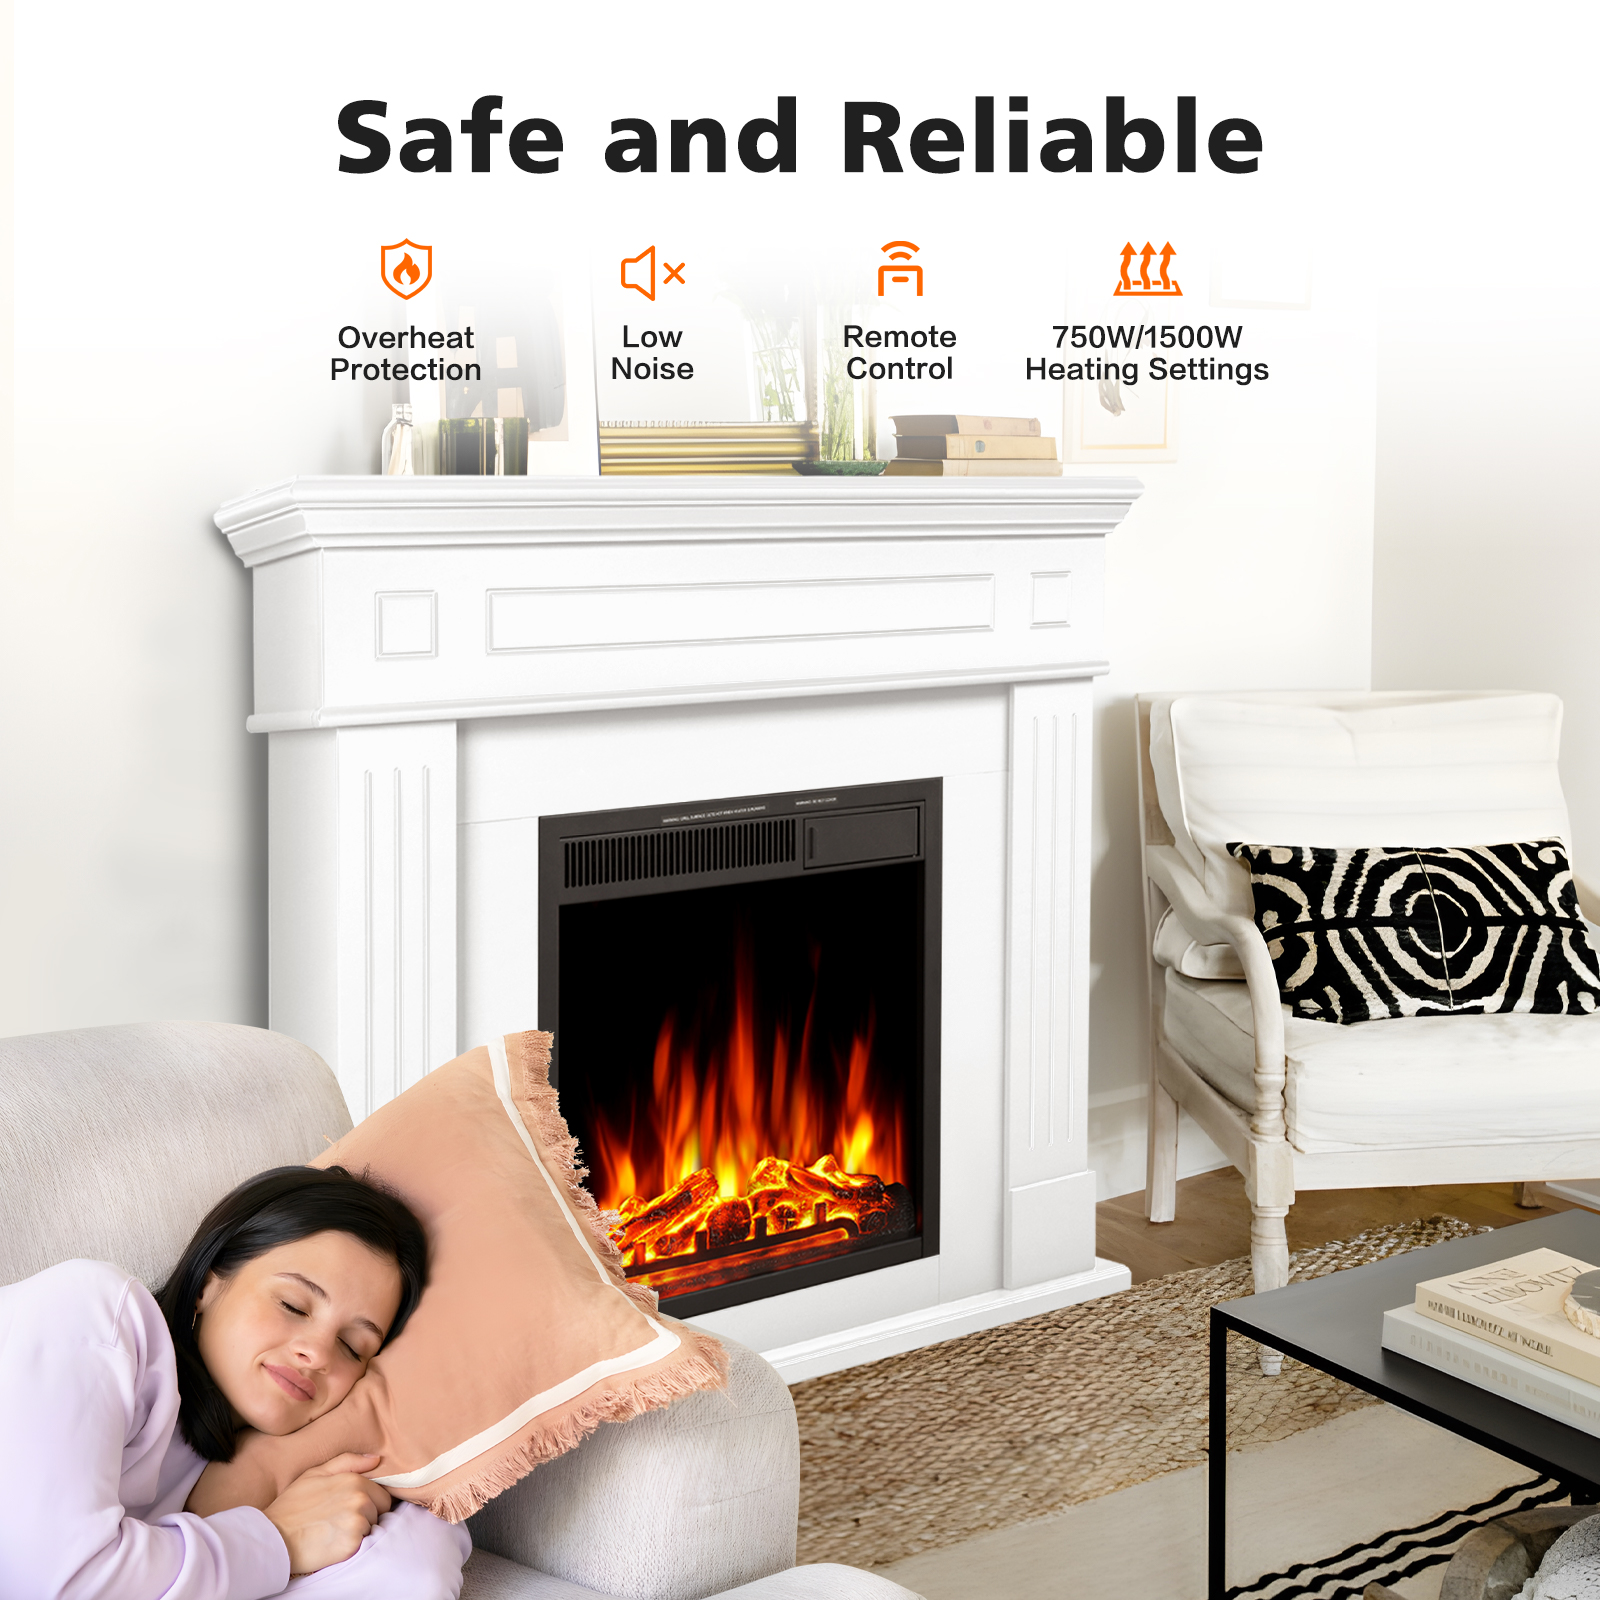 Safe and Reliable
Overheat
Protection
Low
Noise
Remote
Control
750W/1500W
Heating Settings